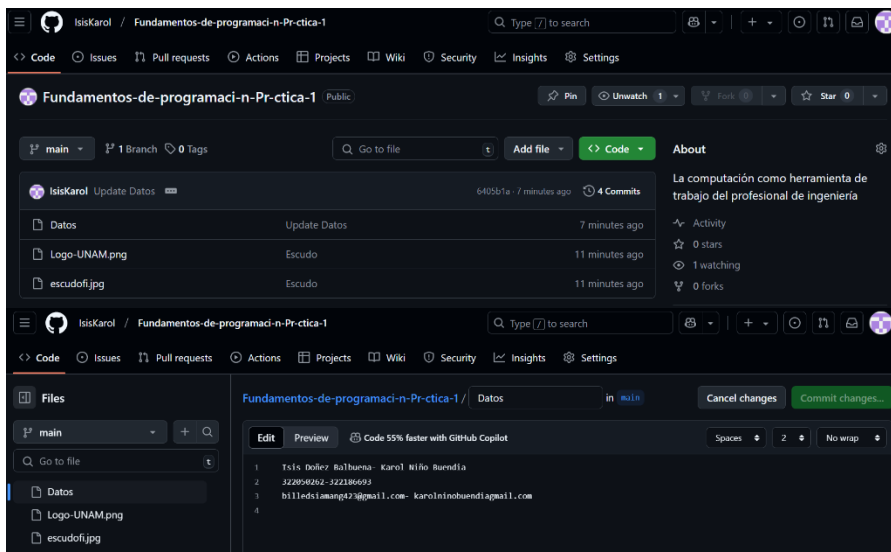 IsisKarol / Fundamentos-de-programaci-n-Pr-ctica-1
Type / to search
Code Issues Pull requests Actions Projects Wiki Security Insights Settings
Fundamentos-de-programaci-n-Pr-ctica-1 Public
Pin Unwatch 1 Fork 0 Star 0
main 1 Branch 0 Tags Go to file t Add file Code
About
La computación como herramienta de
trabajo del profesional de ingeniería
Activity
0 stars
1 watching
0 forks
IsisKarol Update Datos 6405b1a · 7 minutes ago 4 Commits
Datos Update Datos 7 minutes ago
Logo-UNAM.png Escudo 11 minutes ago
escudofi.jpg Escudo 11 minutes ago
IsisKarol / Fundamentos-de-programaci-n-Pr-ctica-1
Type / to search
Code Issues Pull requests Actions Projects Wiki Security Insights Settings
Files
main
Go to file t
Datos
Logo-UNAM.png
escudofi.jpg
Fundamentos-de-programaci-n-Pr-ctica-1 / Datos in main
Cancel changes Commit changes...
Edit Preview Code 55% faster with GitHub Copilot
Spaces 2 No wrap
1 Isis Doñez Balbuena- Karol Niño Buendia
2 322050262-322186693
3 billedsiamang423@gmail.com- karolninobuendiagmail.com
4